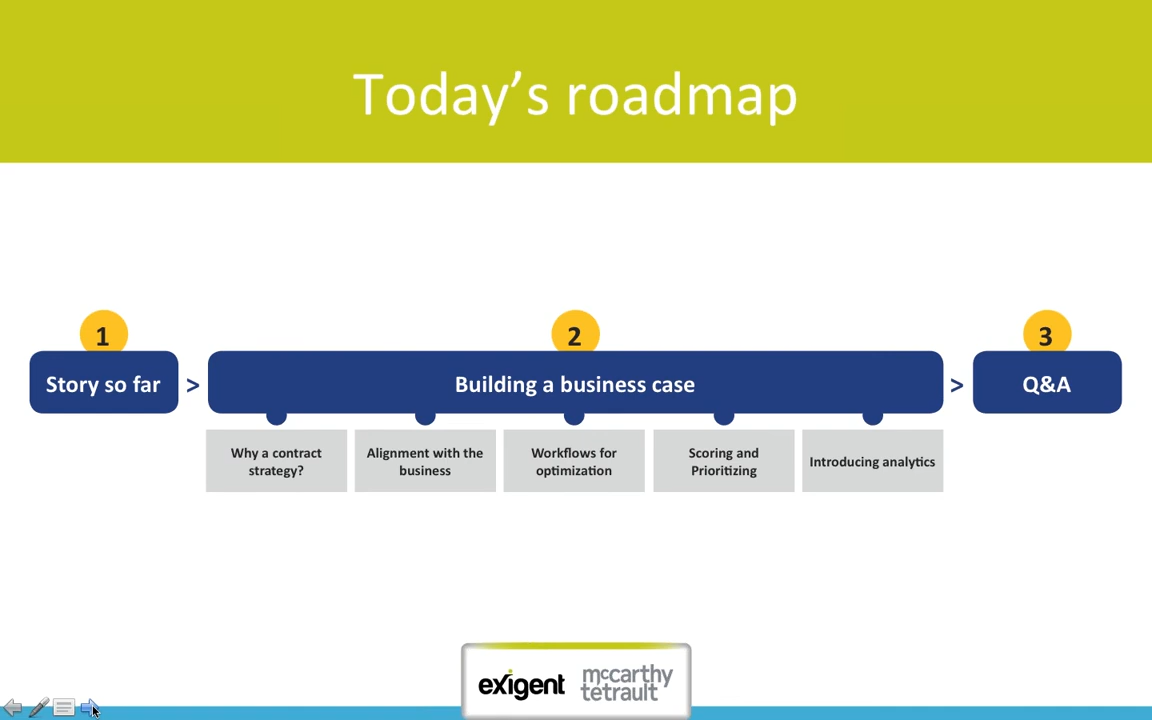 Today’s roadmap
1
2
3
Story so far
>
Building a business case
>
Q&A
Why a contract
strategy?
Alignment with the
business
Workflows for
optimization
Scoring and
Prioritizing
Introducing analytics
exigent
mccarthy
tetrault